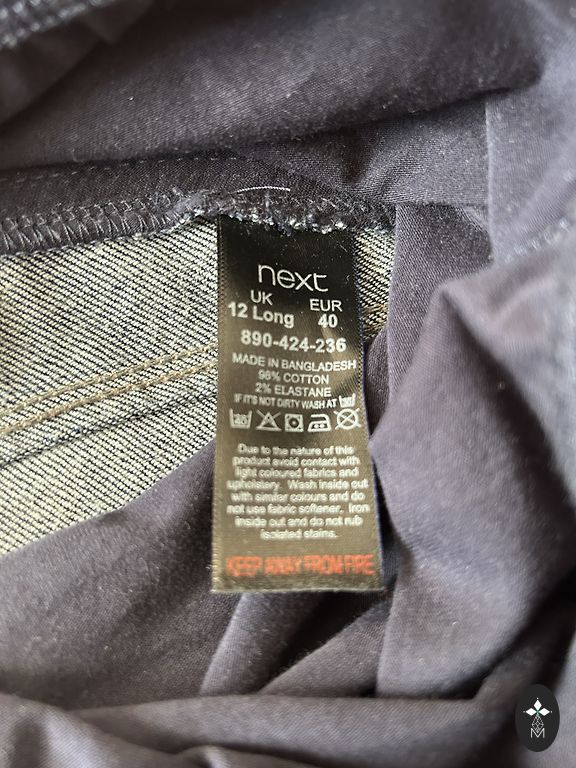 next
UK EUR
12 Long 40
890-424-236
MADE IN BANGLADESH
98% COTTON
2% ELASTANE
IF IT'S NOT DIRTY WASH AT
Due to the nature of this
product avoid contact with
light coloured fabrics and
upholstery. Wash inside out
with similar colours and do
not use fabric softener. Iron
inside out and do not rub
isolated stains.
KEEP AWAY FROM FIRE